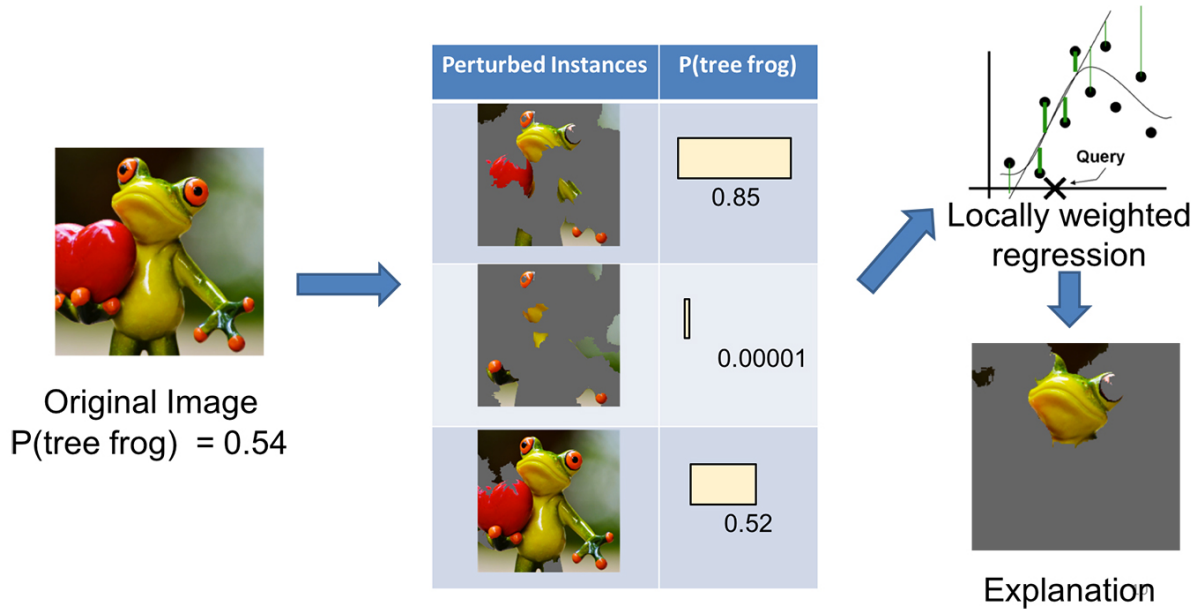 Perturbed Instances
P(tree frog)
0.85
0.00001
0.52
Original Image
P(tree frog) = 0.54
Query
Locally weighted
regression
Explanation